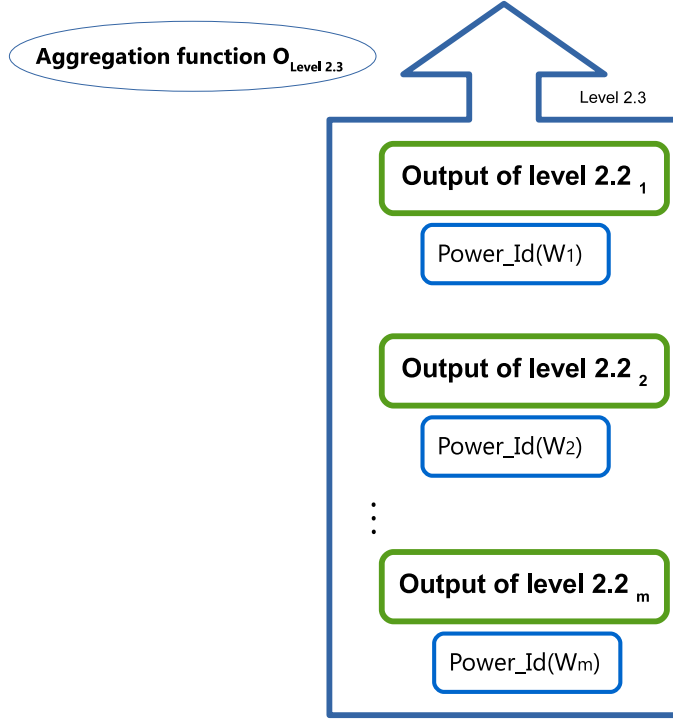 Aggregation function O Level 2.3
Level 2.3
Output of level 2.2 1
Power_Id(W1)
Output of level 2.2 2
Power_Id(W2)
⋮
Output of level 2.2 m
Power_Id(Wm)